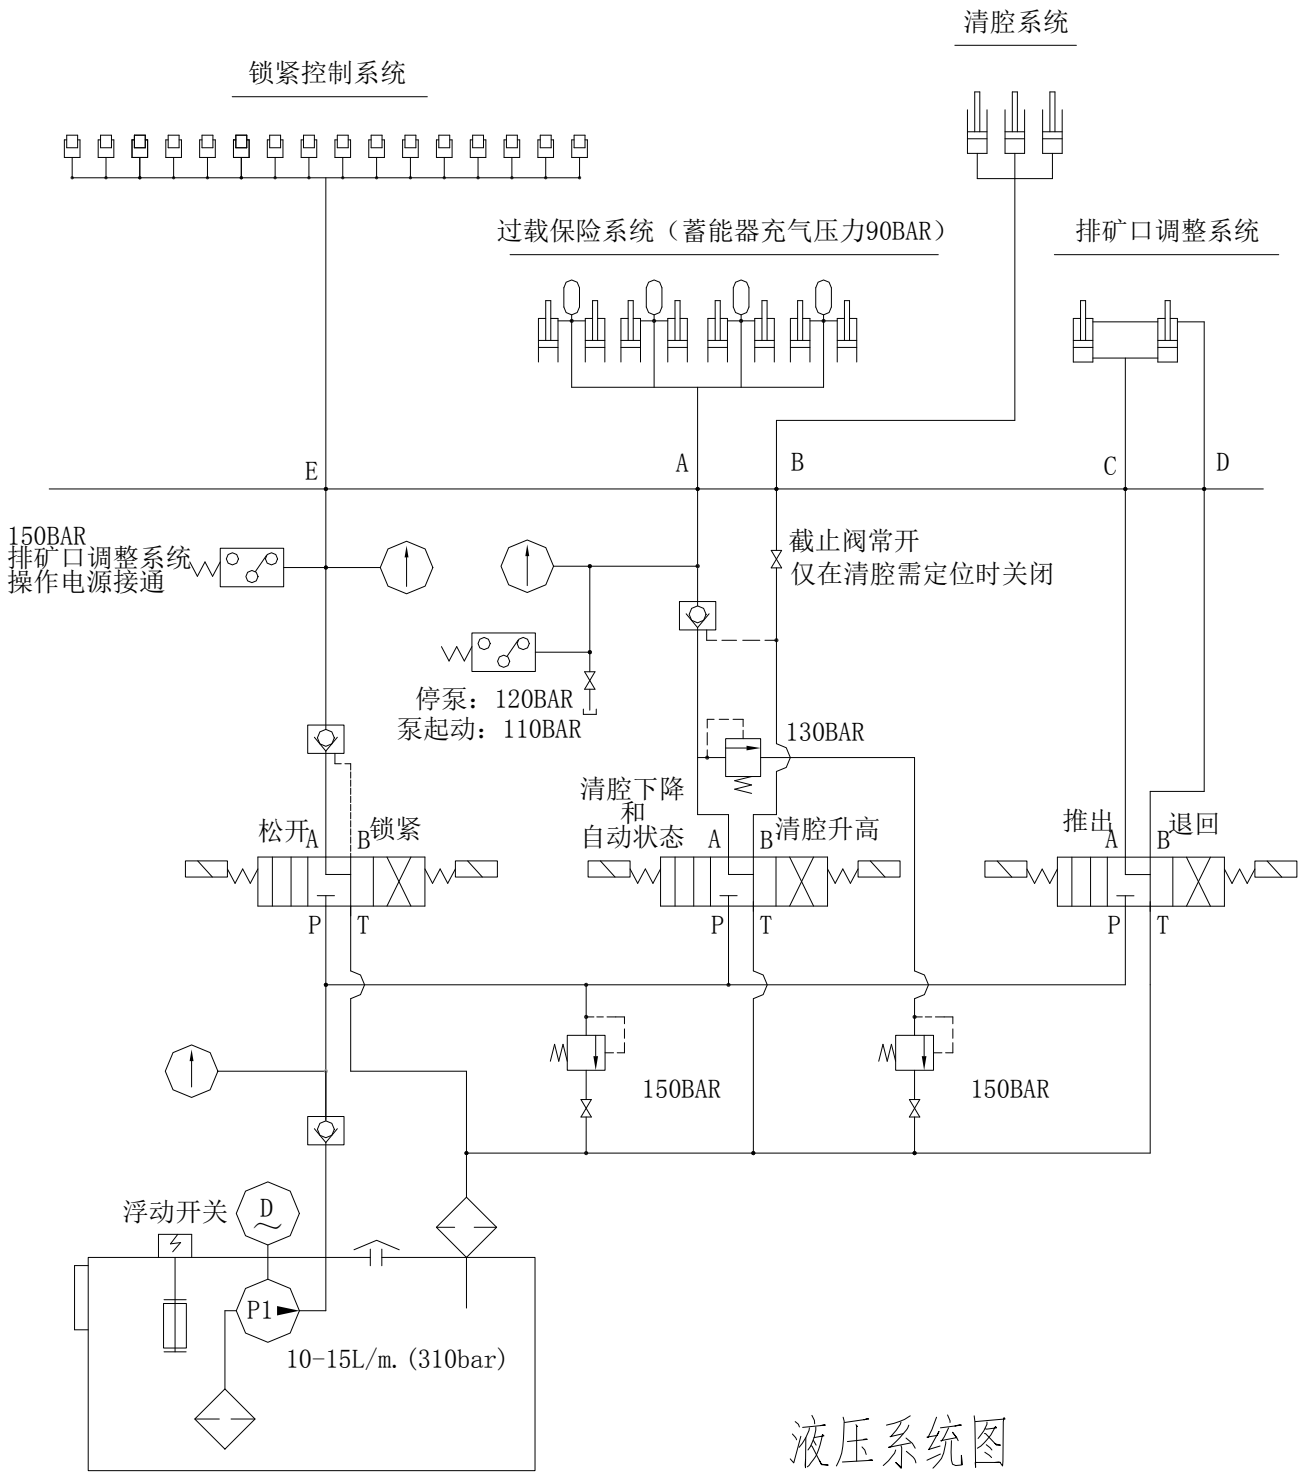 清腔系统
锁紧控制系统
过载保险系统（蓄能器充气压力90BAR）
排矿口调整系统
E
A
B
C
D
150BAR
排矿口调整系统
操作电源接通
截止阀常开
仅在清腔需定位时关闭
停泵：120BAR
泵起动：110BAR
130BAR
清腔下降
和
自动状态
清腔升高
松开
A
B
锁紧
A
B
推出
A
B
退回
P
T
P
T
P
T
150BAR
150BAR
浮动开关
D
~
P1
10-15L/m.(310bar)
液压系统图